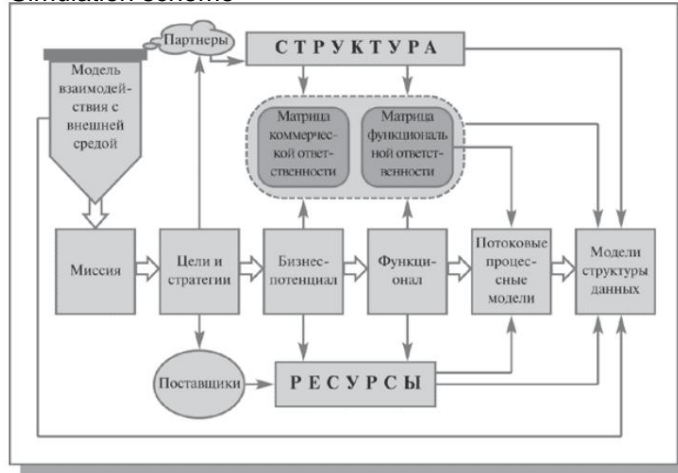 Simulation scheme
Партнеры
СТРУКТУРА
Модель
взаимодей-
ствия с
внешней
средой
Матрица
коммерчес-
кой ответ-
ственности
Матрица
функциональ
ной ответст-
венности
Миссия
Цели и
стратегии
Бизнес-
потенциал
Функци-
онал
Потоковые
процес-
сные
модели
Модели
структуры
данных
Поставщики
РЕСУРСЫ